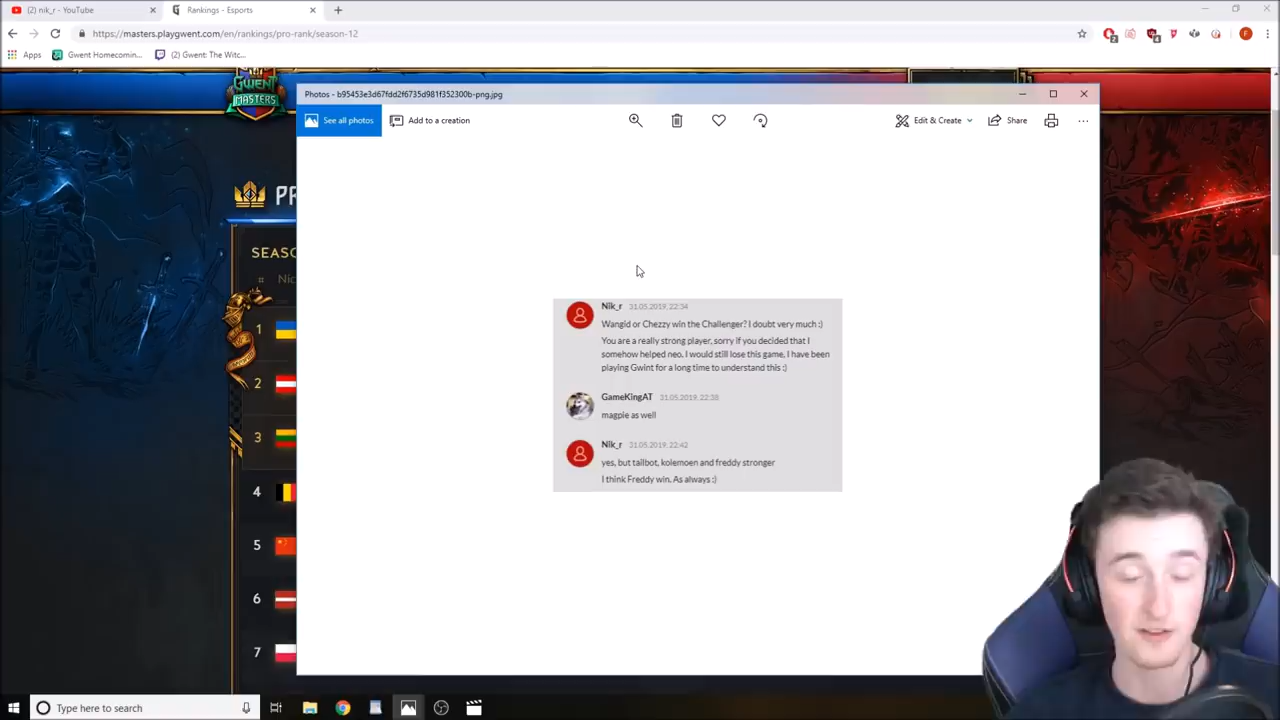 (2) nik_r - YouTube
Rankings - Esports
https://masters.playgwent.com/en/rankings/pro-rank/season-12
Apps
Gwent Homecomin...
(2) Gwent: The Witc...
GWENT
MASTERS
Photos - b95453e3d67fdd2f6735d981f352300b-png.jpg
See all photos
Add to a creation
Edit & Create
Share
SEASO
# Nic
1
2
3
4
5
6
7
Nik_r 31.05.2019, 22:34
Wangid or Chezzy win the Challenger? I doubt very much :)
You are a really strong player, sorry if you decided that I
somehow helped neo. I would still lose this game, I have been
playing Gwint for a long time to understand this :)
GameKingAT 31.05.2019, 22:38
magpie as well
Nik_r 31.05.2019, 22:42
yes, but tailbot, kolemoen and freddy stronger
I think Freddy win. As always :)
Type here to search